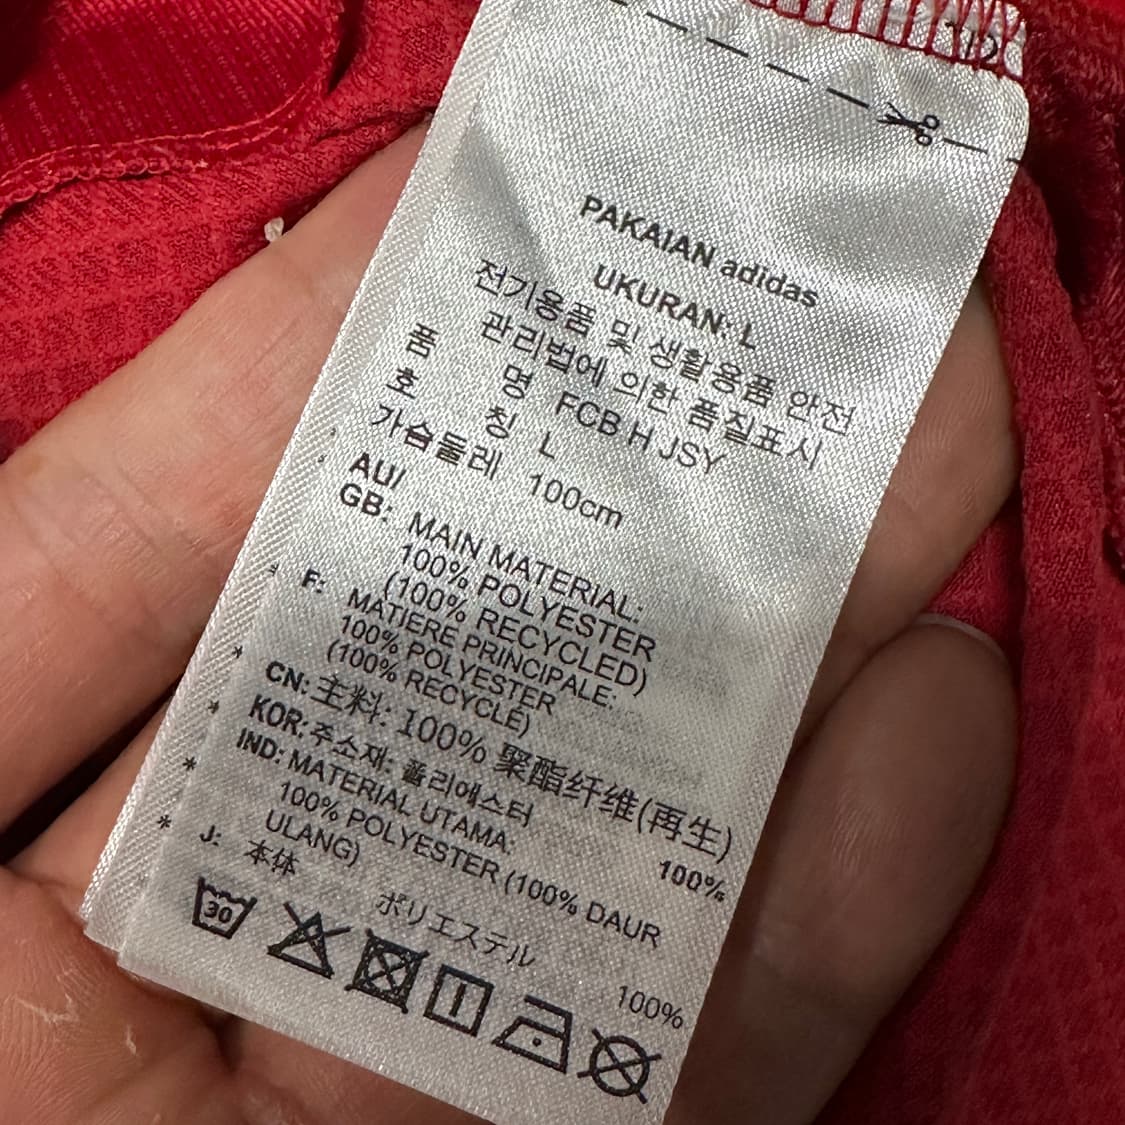 PAKAIAN adidas
UKURAN: L
전기용품 및 생활용품 안전
관리법에 의한 품질표시
품 명 FCB H JSY
호 칭 L
가슴둘레 100cm
AU/
GB: MAIN MATERIAL:
100% POLYESTER
(100% RECYCLED)
F: MATIERE PRINCIPALE:
100% POLYESTER
(100% RECYCLÉ)
CN: 主料: 100% 聚酯纤维(再生)
KOR: 주소재: 폴리에스터 100%
IND: MATERIAL UTAMA:
100% POLYESTER (100% DAUR
ULANG)
J: 本体
ポリエステル 100%
30